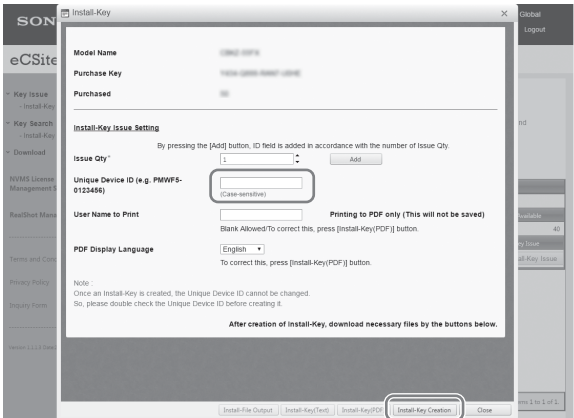 Install-Key
×
Global
Logout
SON
eCSite
Key Issue
- Install-Key
Key Search
- Install-Key
Download
NVMS License
Management S
RealShot Mana
Terms and Cond
Privacy Policy
Inquiry Form
Model Name
Purchase Key
Purchased
Install-Key Issue Setting
By pressing the [Add] button, ID field is added in accordance with the number of Issue Qty.
Issue Qty*
1
Add
Unique Device ID (e.g. PMWF5-
0123456)
(Case-sensitive)
User Name to Print
Printing to PDF only (This will not be saved)
Blank Allowed/To correct this, press [Install-Key(PDF)] button.
PDF Display Language
English
To correct this, press [Install-Key(PDF)] button.
Note :
Once an Install-Key is created, the Unique Device ID cannot be changed.
So, please double check the Unique Device ID before creating it.
After creation of Install-Key, download necessary files by the buttons below.
Install-File Output
Install-Key(Text)
Install-Key(PDF
Install-Key Creation
Close
nd
Available
40
ey Issue
all-Key Issue
ems 1 to 1 of 1.